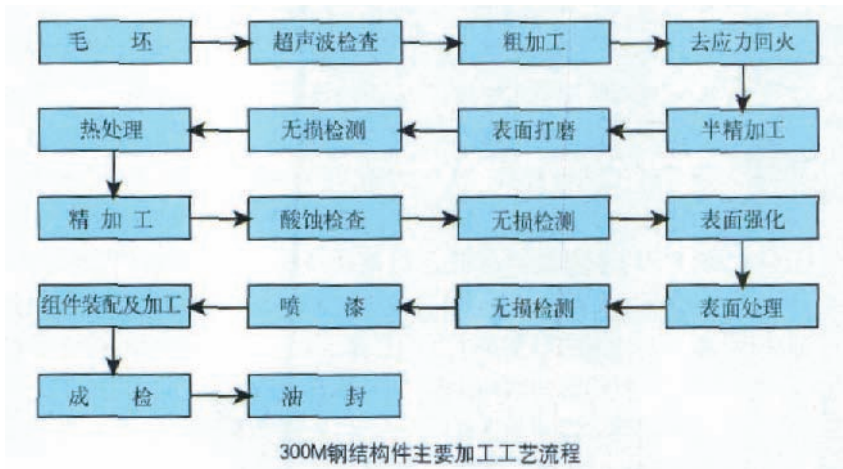 毛 坯
超声波检查
粗加工
去应力回火
半精加工
表面打磨
无损检测
热处理
精 加 工
酸蚀检查
无损检测
表面强化
表面处理
无损检测
喷 漆
组件装配及加工
成 检
油 封
300M钢结构件主要加工工艺流程